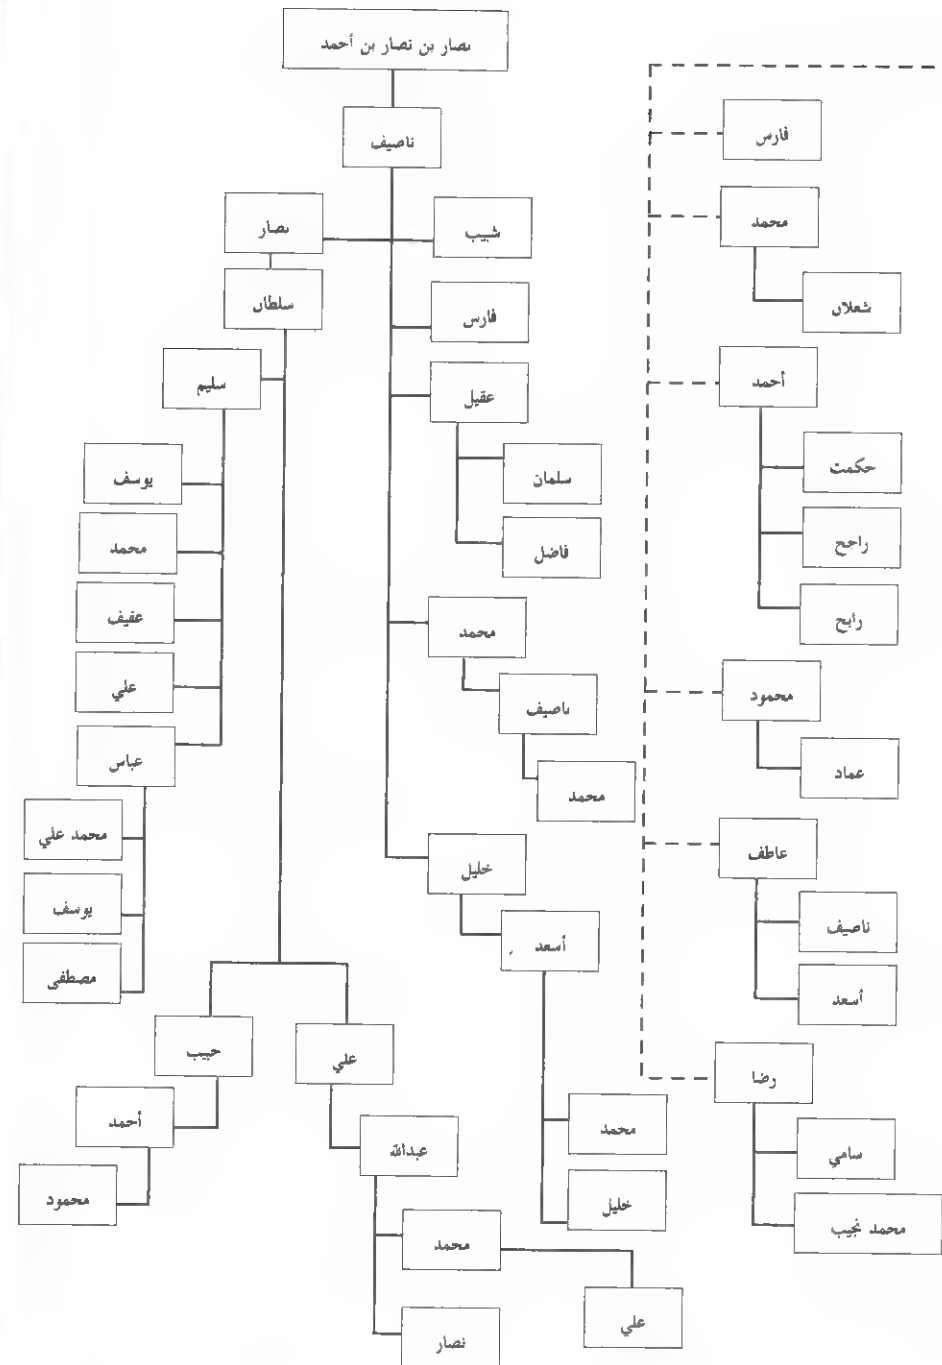 نصار بن نصار بن أحمد
ناصيف
فارس
محمد
شعلان
أحمد
حكمت
راجح
رابح
محمود
عماد
عاطف
ناصيف
أسعد
رضا
سامي
محمد نجيب
شبيب
فارس
عقيل
سلمان
فاضل
محمد
ناصيف
محمد
خليل
أسعد
محمد
خليل
نصار
سلطان
سليم
يوسف
محمد
عفيف
علي
عباس
محمد علي
يوسف
مصطفى
حبيب
أحمد
محمود
علي
عبدالله
محمد
علي
نصار